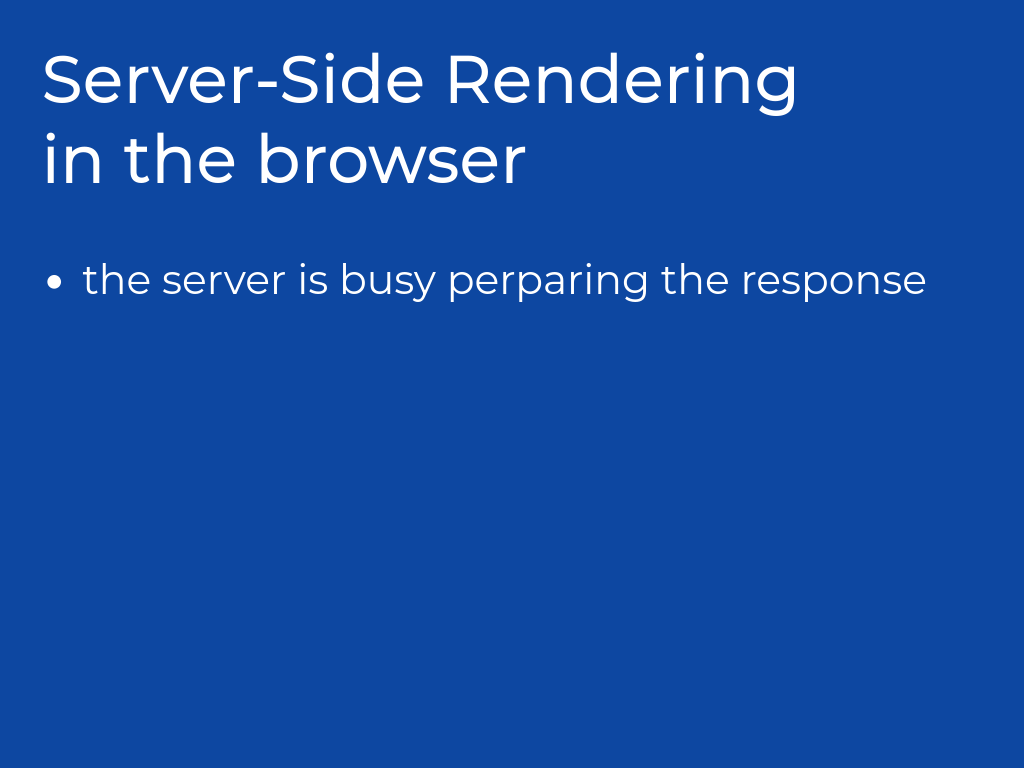 Server-Side Rendering
in the browser
• the server is busy perparing the response